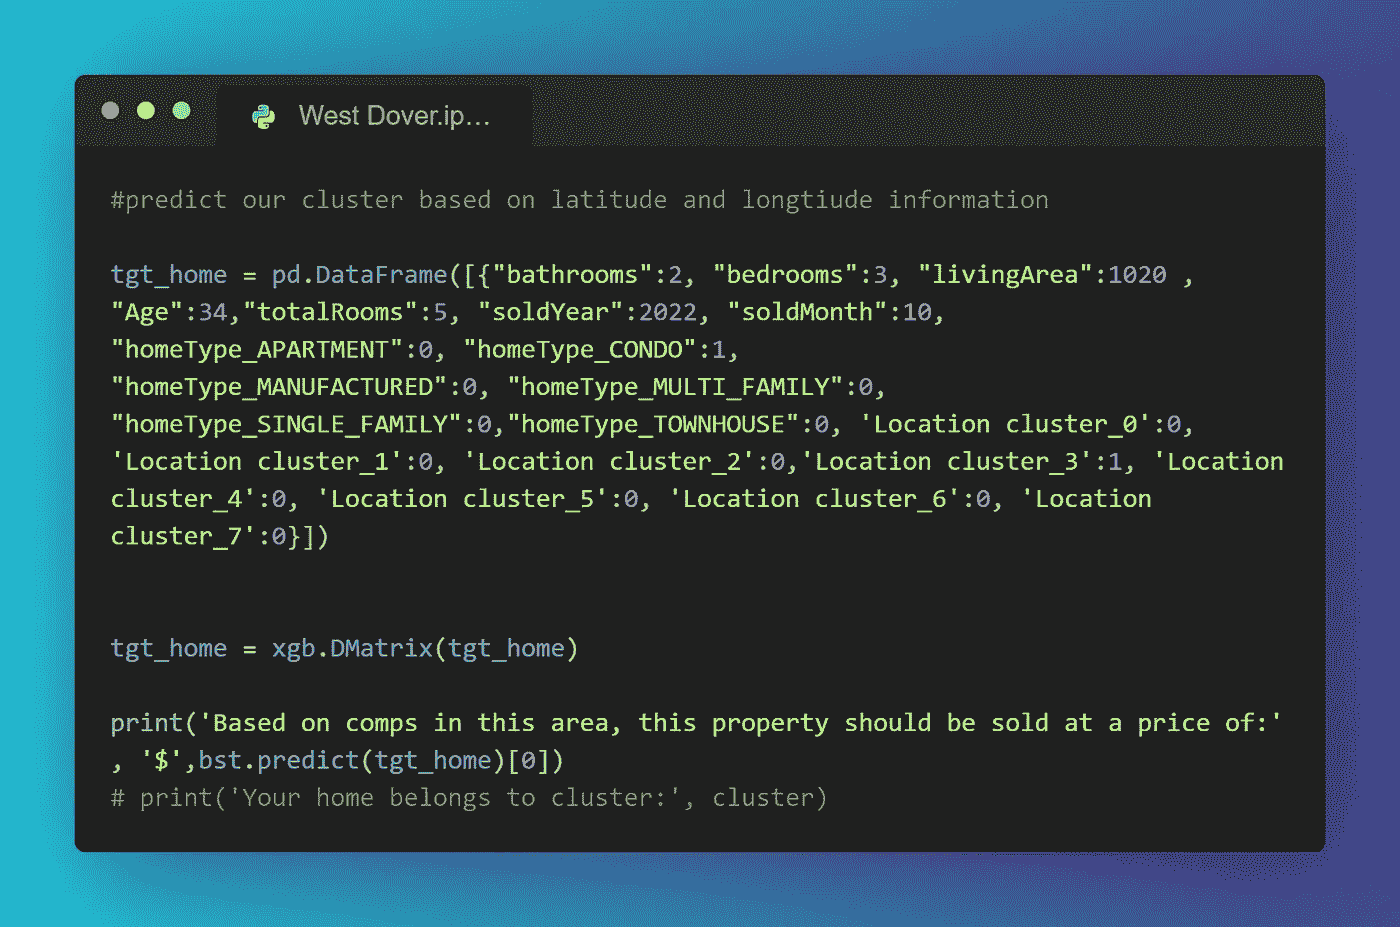 West Dover.ip...
#predict our cluster based on latitude and longtiude information
tgt_home = pd.DataFrame([{"bathrooms":2, "bedrooms":3, "livingArea":1020 ,
"Age":34,"totalRooms":5, "soldYear":2022, "soldMonth":10,
"homeType_APARTMENT":0, "homeType_CONDO":1,
"homeType_MANUFACTURED":0, "homeType_MULTI_FAMILY":0,
"homeType_SINGLE_FAMILY":0,"homeType_TOWNHOUSE":0, 'Location cluster_0':0,
'Location cluster_1':0, 'Location cluster_2':0,'Location cluster_3':1, 'Location
cluster_4':0, 'Location cluster_5':0, 'Location cluster_6':0, 'Location
cluster_7':0}])
tgt_home = xgb.DMatrix(tgt_home)
print('Based on comps in this area, this property should be sold at a price of:'
, '$',bst.predict(tgt_home)[0])
# print('Your home belongs to cluster:', cluster)